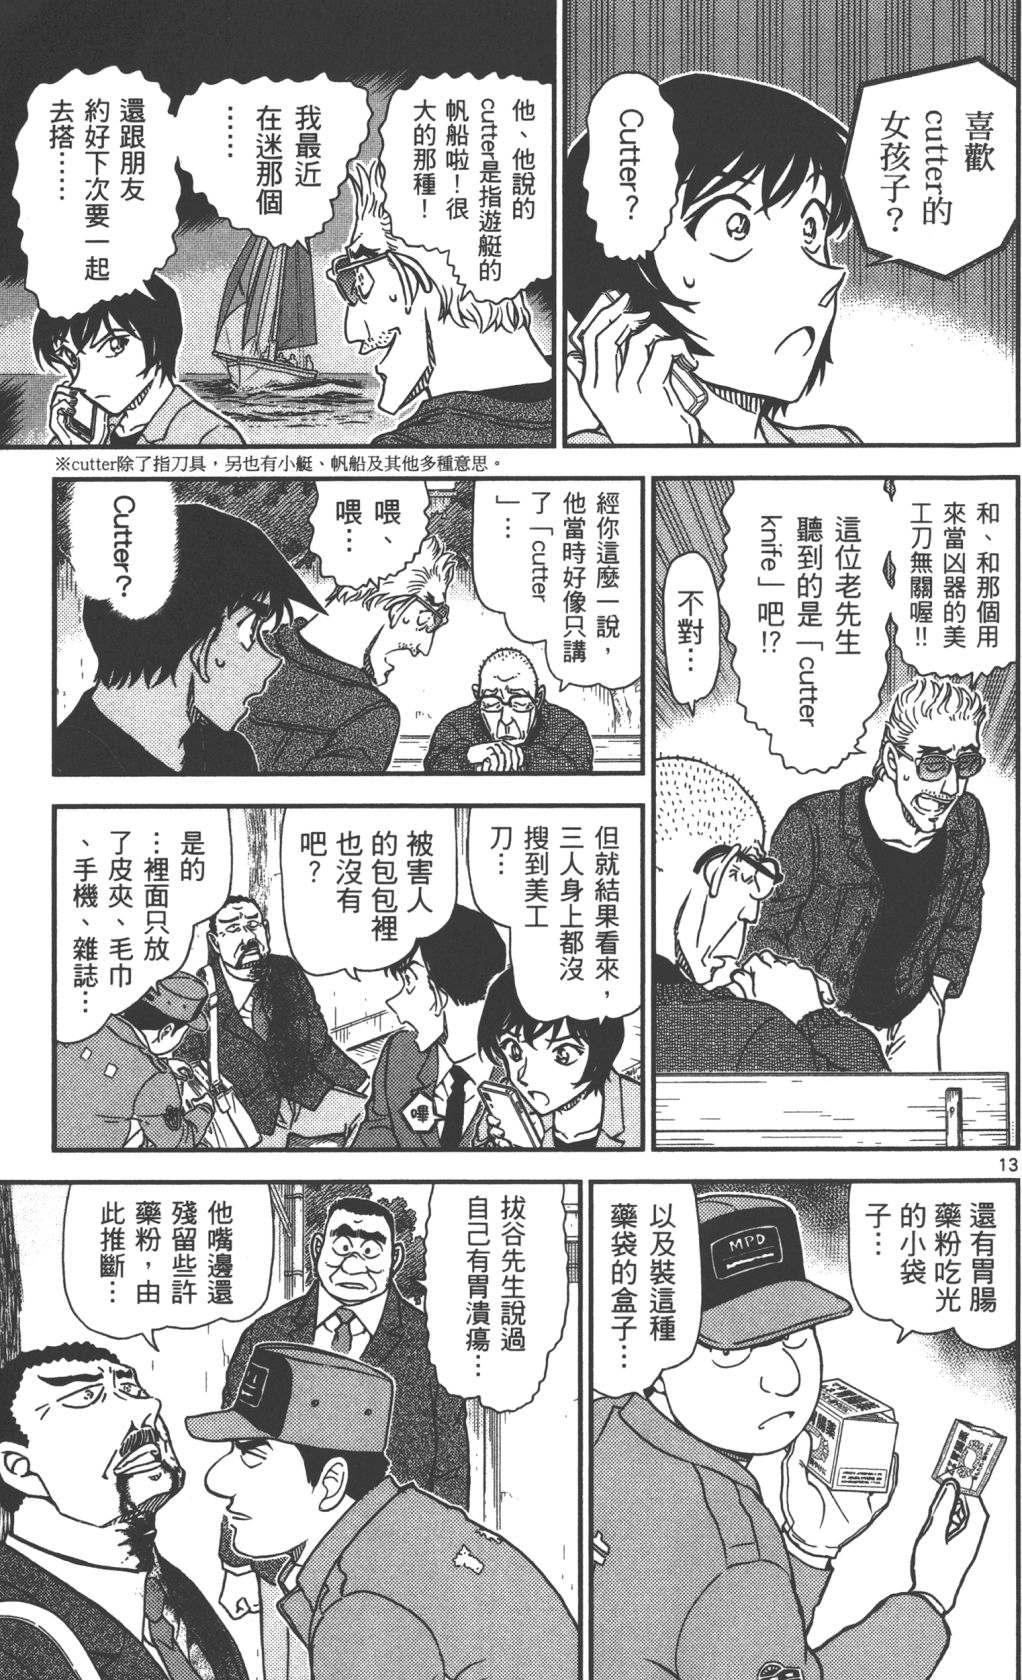 喜歡
cutter的
女孩子？
Cutter?
他、他說的
cutter是指遊艇的
帆船啦！很
大的那種！
我最近
在迷那個
……
還跟朋友
約好下次要一起
去搭……
※cutter除了指刀具，另也有小艇、帆船及其他多種意思。
和、和那個用
來當凶器的美
工刀無關喔!!
這位老先生
聽到的是「cutter
knife」吧!?
不對…
經你這麼一說，
他當時好像只講
了「cutter
」…
喂、
喂…
Cutter?
但就結果看來，
三人身上都沒
搜到美工
刀…
被害人
的包包裡
也沒有
吧？
嗶
是的
…裡面只放
了皮夾、毛巾
、手機、雜誌…
13
還有胃腸
藥粉吃光
的小袋
子…
以及裝這種
藥袋的盒子…
MPD
拔谷先生說過
自己有胃潰瘍…
他嘴邊還
殘留些許
藥粉，由
此推斷…